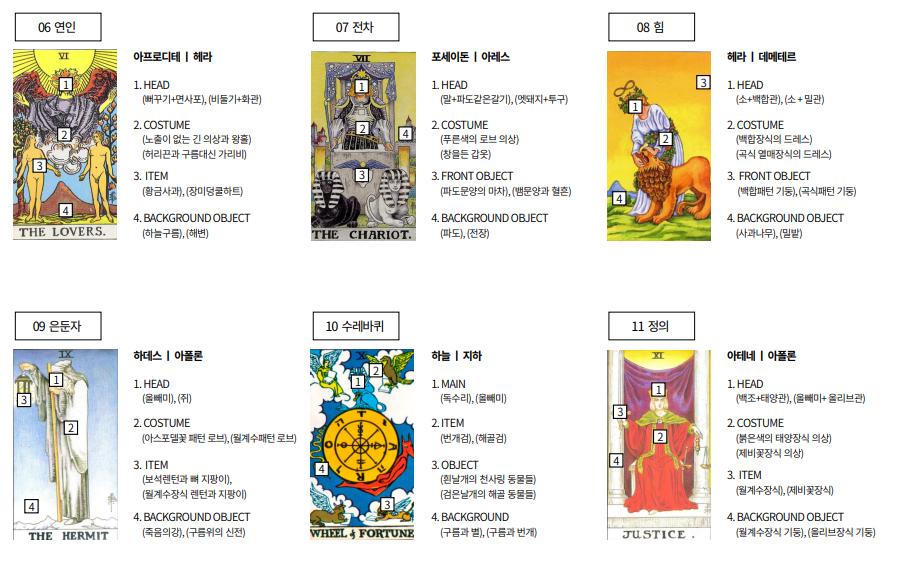 06 연인
VI
1
2
3
4
THE LOVERS.
아프로디테 | 헤라
1. HEAD
(뻐꾸기+면사포), (비둘기+화관)
2. COSTUME
(노출이 없는 긴 의상과 왕홀)
(허리끈과 구름대신 가리비)
3. ITEM
(황금사과), (장미덩쿨하트)
4. BACKGROUND OBJECT
(하늘구름), (해변)
07 전차
VII
1
2
4
3
THE CHARIOT.
포세이돈 | 아레스
1. HEAD
(말+파도같은갈기), (멧돼지+투구)
2. COSTUME
(푸른색의 로브 의상)
(창을든 갑옷)
3. FRONT OBJECT
(파도문양의 마차), (뱀문양과 혈흔)
4. BACKGROUND OBJECT
(파도), (전장)
08 힘
3
1
2
4
헤라 | 데메테르
1. HEAD
(소+백합관), (소 + 밀관)
2. COSTUME
(백합장식의 드레스)
(곡식 열매장식의 드레스)
3. FRONT OBJECT
(백합패턴 기둥), (곡식패턴 기둥)
4. BACKGROUND OBJECT
(사과나무), (밀밭)
09 은둔자
IX
1
3
2
4
THE HERMIT
하데스 | 아폴론
1. HEAD
(올빼미), (쥐)
2. COSTUME
(아스포델꽃 패턴 로브), (월계수패턴 로브)
3. ITEM
(보석렌턴과 뼈 지팡이),
(월계수장식 렌턴과 지팡이)
4. BACKGROUND OBJECT
(죽음의강), (구름위의 신전)
10 수레바퀴
X
2
1
4
3
WHEEL of FORTUNE
하늘 | 지하
1. MAIN
(독수리), (올빼미)
2. ITEM
(번개검), (해골검)
3. OBJECT
(흰날개의 천사링 동물들)
(검은날개의 해골 동물들)
4. BACKGROUND
(구름과 별), (구름과 번개)
11 정의
XI
1
3
2
4
JUSTICE .
아테네 | 아폴론
1. HEAD
(백조+태양관), (올빼미+ 올리브관)
2. COSTUME
(붉은색의 태양장식 의상)
(제비꽃장식 의상)
3. ITEM
(월계수장식), (제비꽃장식)
4. BACKGROUND OBJECT
(월계수장식 기둥), (올리브장식 기둥)